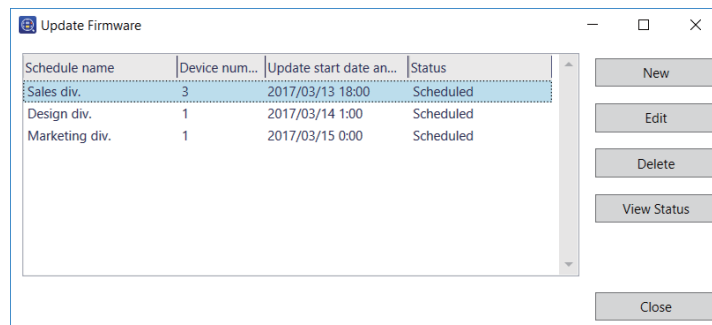 Update Firmware
Schedule name Device num... Update start date an... Status
Sales div. 3 2017/03/13 18:00 Scheduled
Design div. 1 2017/03/14 1:00 Scheduled
Marketing div. 1 2017/03/15 0:00 Scheduled
New
Edit
Delete
View Status
Close